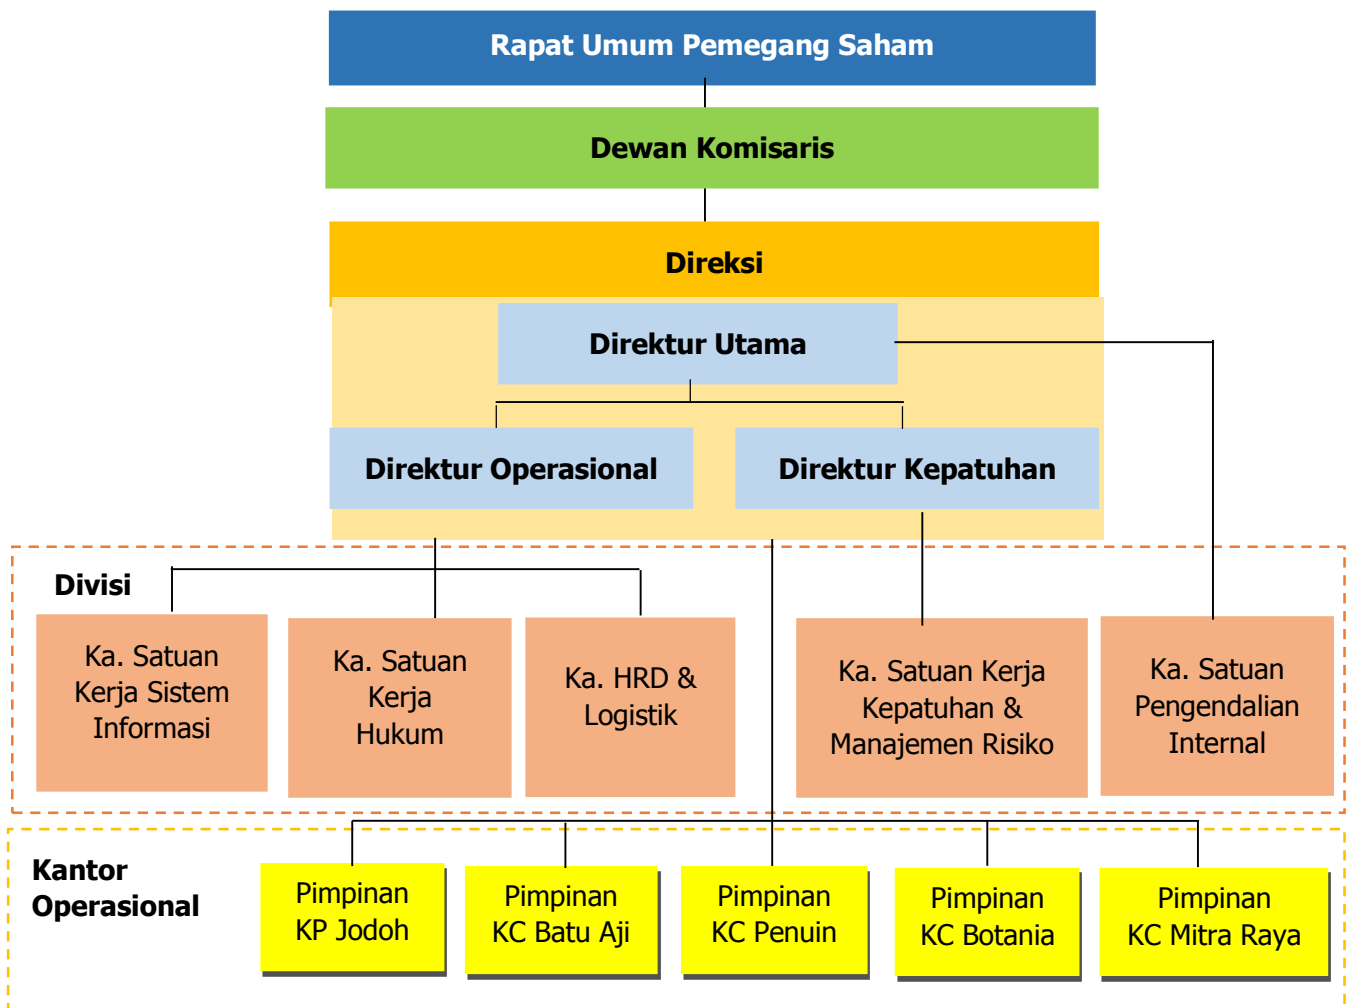 Rapat Umum Pemegang Saham
Dewan Komisaris
Direksi
Direktur Utama
Direktur Operasional
Direktur Kepatuhan
Divisi
Ka. Satuan
Kerja Sistem
Informasi
Ka. Satuan
Kerja
Hukum
Ka. HRD &
Logistik
Ka. Satuan Kerja
Kepatuhan &
Manajemen Risiko
Ka. Satuan
Pengendalian
Internal
Kantor
Operasional
Pimpinan
KP Jodoh
Pimpinan
KC Batu Aji
Pimpinan
KC Penuin
Pimpinan
KC Botania
Pimpinan
KC Mitra Raya